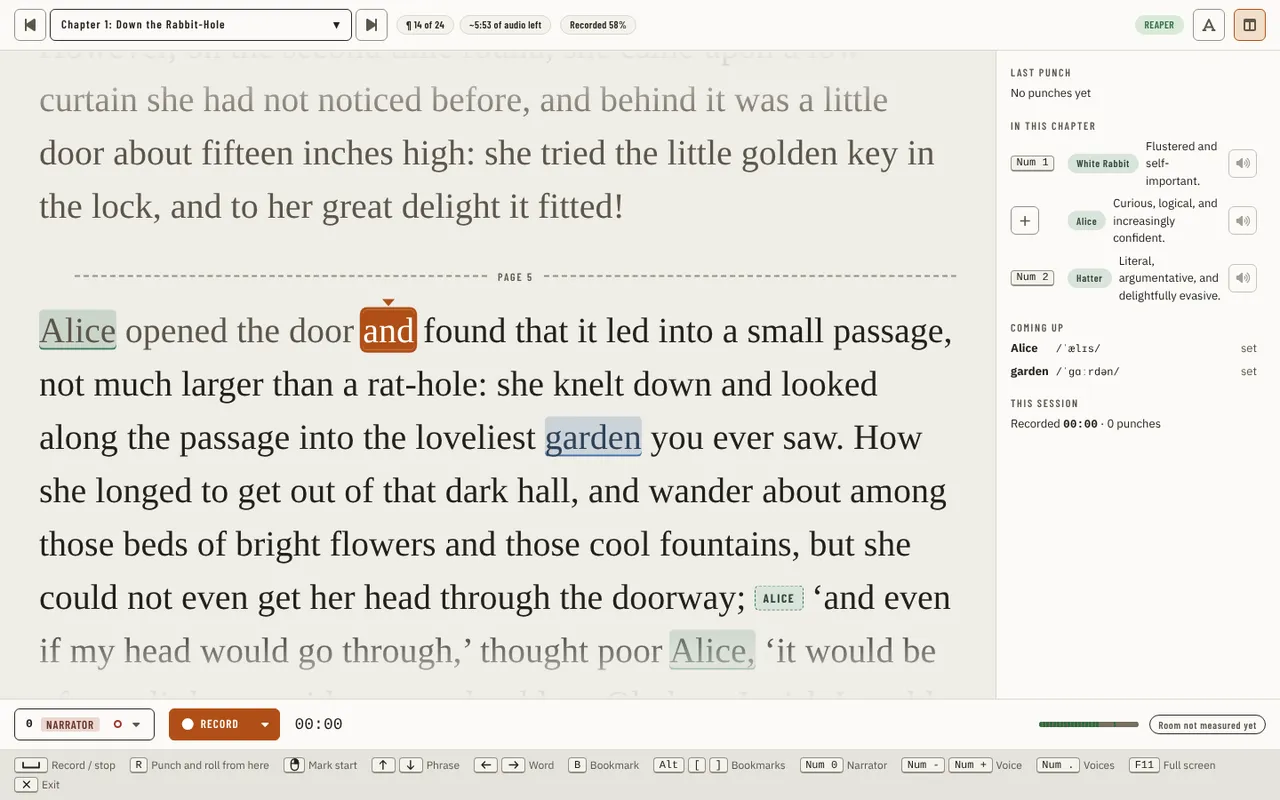 Chapter 1: Down the Rabbit-Hole
¶ 14 of 24
~5:53 of audio left
Recorded 58%
REAPER
A
However, on the second time round, she came upon a low
curtain she had not noticed before, and behind it was a little
door about fifteen inches high: she tried the little golden key in
the lock, and to her great delight it fitted!
PAGE 5
Alice opened the door and found that it led into a small passage,
not much larger than a rat-hole: she knelt down and looked
along the passage into the loveliest garden you ever saw. How
she longed to get out of that dark hall, and wander about among
those beds of bright flowers and those cool fountains, but she
could not even get her head through the doorway; ALICE ‘and even
if my head would go through,’ thought poor Alice, ‘it would be
LAST PUNCH
No punches yet
IN THIS CHAPTER
Num 1 White Rabbit Flustered and
self-
important.
+ Alice Curious, logical, and
increasingly
confident.
Num 2 Hatter Literal,
argumentative, and
delightfully evasive.
COMING UP
Alice /ˈælɪs/ set
garden /ˈɡɑːrdən/ set
THIS SESSION
Recorded 00:00 · 0 punches
0 NARRATOR
RECORD
00:00
Room not measured yet
Record / stop R Punch and roll from here Mark start ↑ ↓ Phrase ← → Word B Bookmark Alt [ ] Bookmarks Num 0 Narrator Num - Num + Voice Num . Voices F11 Full screen
✕ Exit